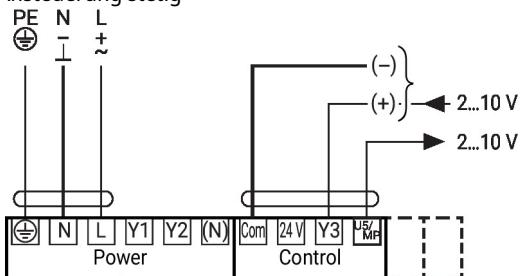 PE N L
– +
⊥ ~
(–)
(+) 2...10 V
2...10 V
N L Y1 Y2 (N) Com 24 V Y3 U5/MP
Power Control